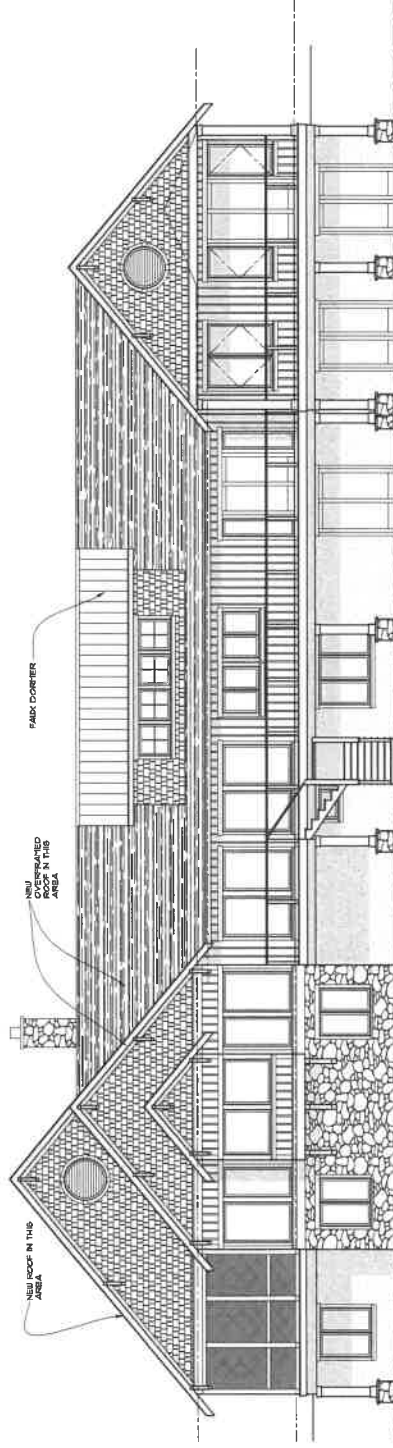 NEW ROOF IN THIS
AREA
NEW
OVERFRAMED
ROOF IN THIS
AREA
FAUX DORMER